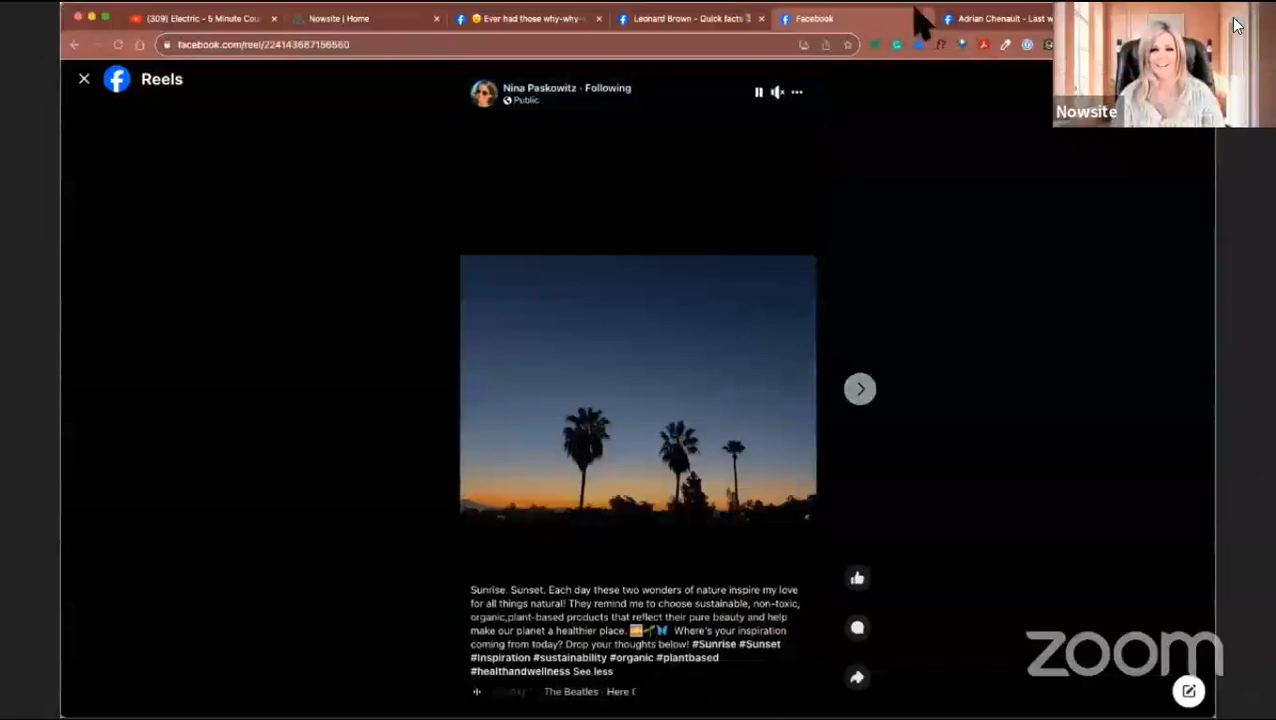 (309) Electric - 5 Minute Cou
Nowsite | Home
Ever had those why-why-
Leonard Brown - Quick facts
Facebook
Adrian Chenault - Last w
facebook.com/reel/224143687156560
Reels
Nina Paskowitz · Following
Public
Nowsite
Sunrise. Sunset. Each day these two wonders of nature inspire my love
for all things natural! They remind me to choose sustainable, non-toxic,
organic,plant-based products that reflect their pure beauty and help
make our planet a healthier place. 🌅🌱🦋 Where's your inspiration
coming from today? Drop your thoughts below! #Sunrise #Sunset
#Inspiration #sustainability #organic #plantbased
#healthandwellness See less
The Beatles · Here
zoom